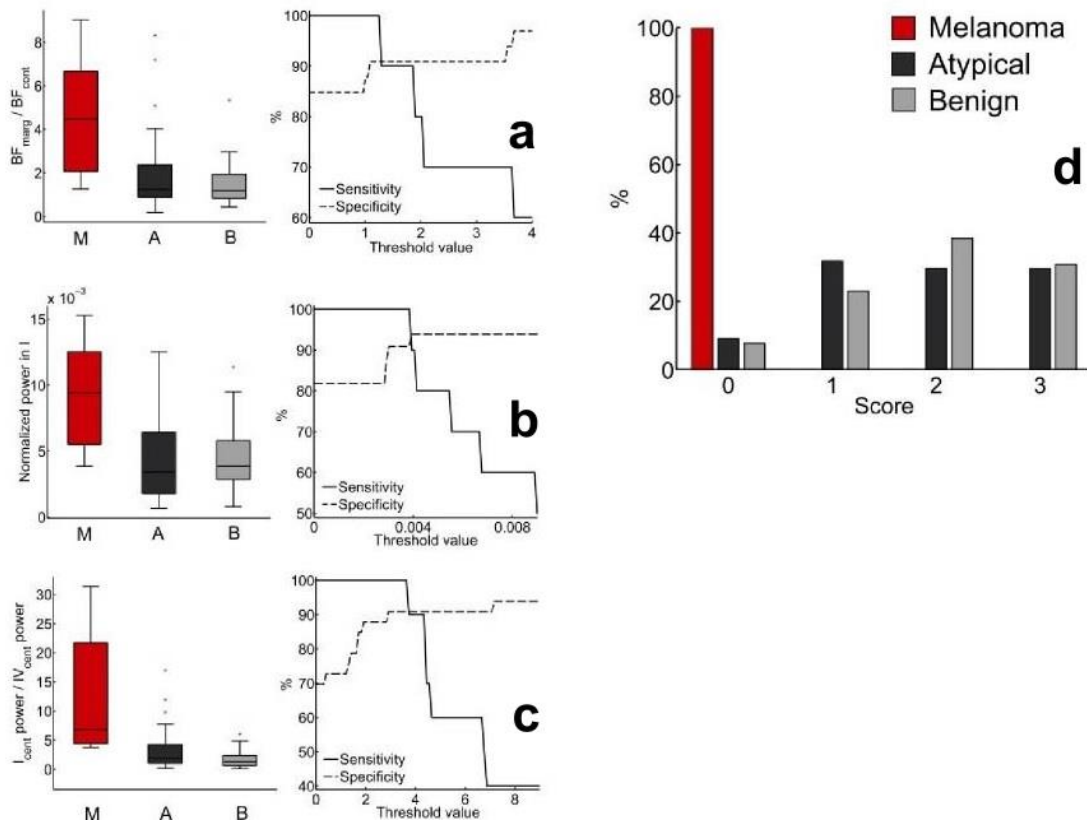 BF_marg / BF_cont
8
6
4
2
0
M A B
%
100
90
80
70
60
Sensitivity
Specificity
0 1 2 3 4
Threshold value
a
x 10⁻³
Normalized power in I
15
10
5
0
M A B
%
100
90
80
70
60
50
Sensitivity
Specificity
0 0.004 0.008
Threshold value
b
I_cent power / IV_cent power
30
25
20
15
10
5
0
M A B
%
100
90
80
70
60
50
40
Sensitivity
Specificity
0 2 4 6 8
Threshold value
c
%
100
80
60
40
20
0
Melanoma
Atypical
Benign
d
0 1 2 3
Score